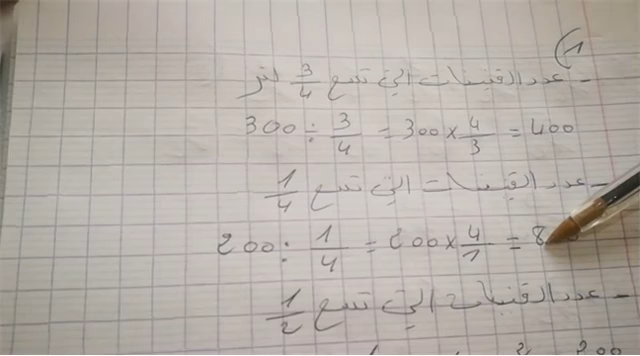 (1
- عدد القنينات التي تسع 3/4 لتر
300 ÷ 3/4 = 300 × 4/3 = 400
- عدد القنينات التي تسع 1/4
200 : 1/4 = 200 × 4/1 = 8
- عدد القنينات التي تسع 1/2
200